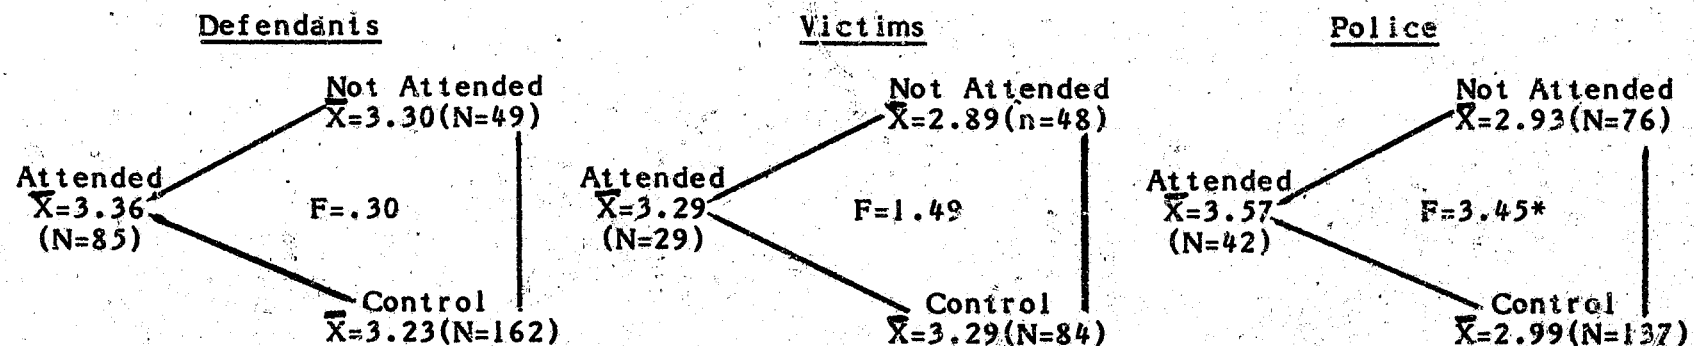 Defendants
Not Attended
X̄=3.30(N=49)
Attended
X̄=3.36
(N=85)
F=.30
Control
X̄=3.23(N=162)
Victims
Not Attended
X̄=2.89(n=48)
Attended
X̄=3.29
(N=29)
F=1.49
Control
X̄=3.29(N=84)
Police
Not Attended
X̄=2.93(N=76)
Attended
X̄=3.57
(N=42)
F=3.45*
Control
X̄=2.99(N=137)